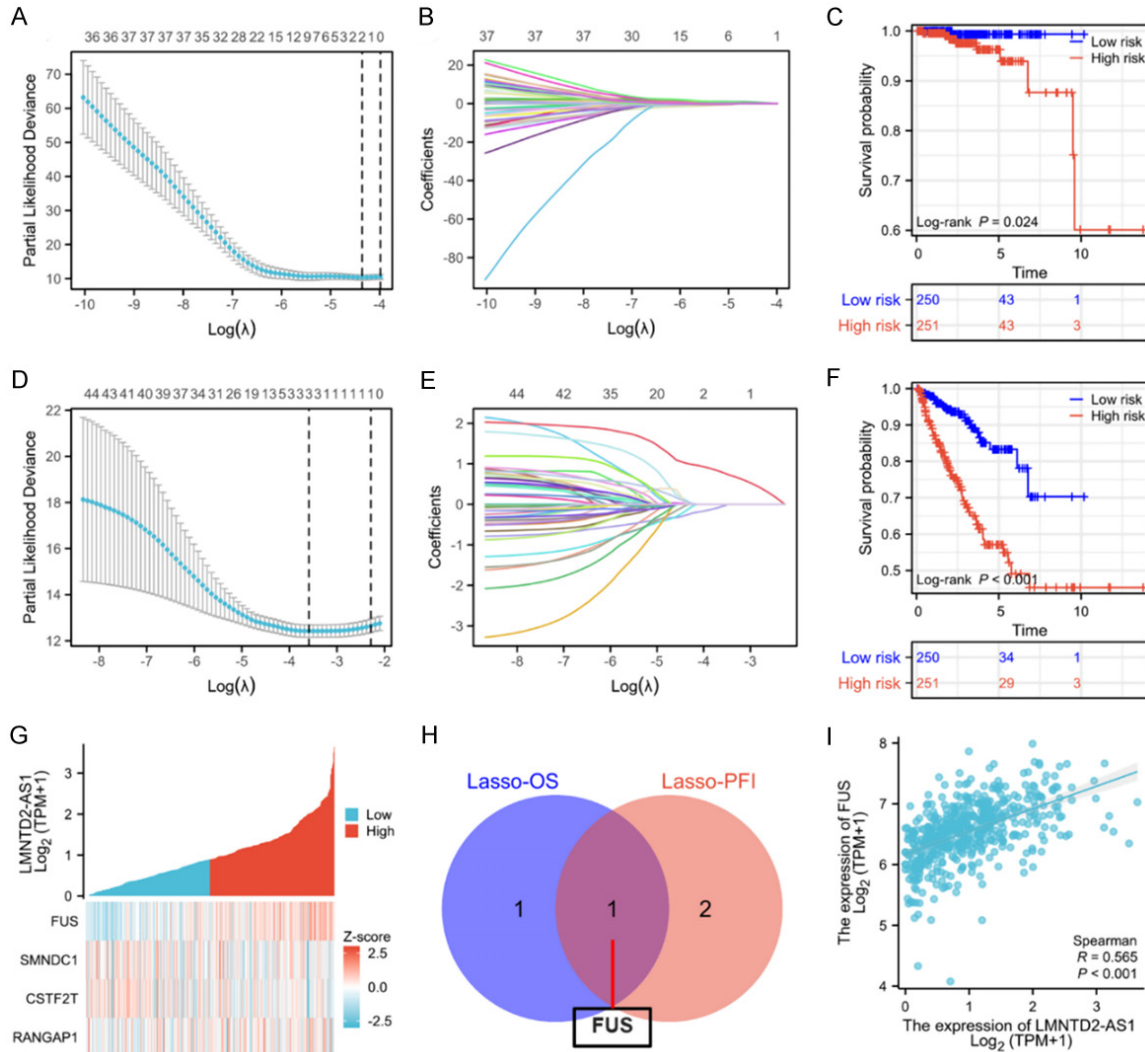 A
36 36 37 37 37 37 35 32 28 22 15 12 9 7 6 5 3 2 2 1 0
Partial Likelihood Deviance
70
60
50
40
30
20
10
-10 -9 -8 -7 -6 -5 -4
Log(λ)
B
37 37 37 30 15 6 1
Coefficients
20
0
-20
-40
-60
-80
-10 -9 -8 -7 -6 -5 -4
Log(λ)
C
Survival probability
1.0
0.9
0.8
0.7
0.6
Low risk
High risk
Log-rank P = 0.024
0 5 10
Time
Low risk 250 43 1
High risk 251 43 3
D
44 43 41 40 39 37 34 31 26 19 13 5 3 3 3 3 1 1 1 1 1 0
Partial Likelihood Deviance
22
20
18
16
14
12
-8 -7 -6 -5 -4 -3 -2
Log(λ)
E
44 42 35 20 2 1
Coefficients
2
1
0
-1
-2
-3
-8 -7 -6 -5 -4 -3
Log(λ)
F
Survival probability
1.0
0.9
0.8
0.7
0.6
0.5
Low risk
High risk
Log-rank P < 0.001
0 5 10
Time
Low risk 250 34 1
High risk 251 29 3
G
LMNTD2-AS1
Log2 (TPM+1)
3
2
1
0
Low
High
FUS
SMNDC1
CSTF2T
RANGAP1
Z-score
2.5
0.0
-2.5
H
Lasso-OS
Lasso-PFI
1 1 2
FUS
I
The expression of FUS
Log2 (TPM+1)
8
7
6
5
4
Spearman
R = 0.565
P < 0.001
0 1 2 3
The expression of LMNTD2-AS1
Log2 (TPM+1)